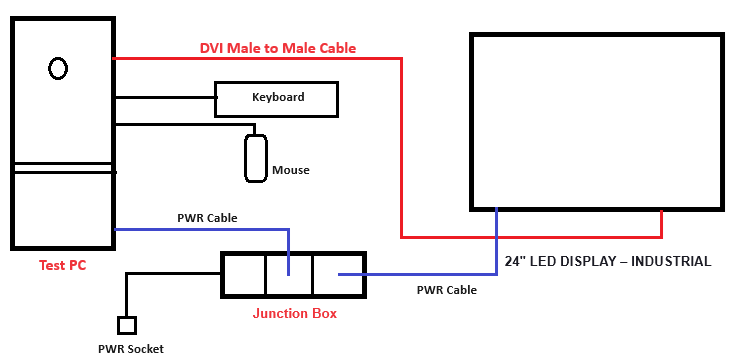 DVI Male to Male Cable
Keyboard
Mouse
PWR Cable
Test PC
24" LED DISPLAY – INDUSTRIAL
PWR Cable
Junction Box
PWR Socket